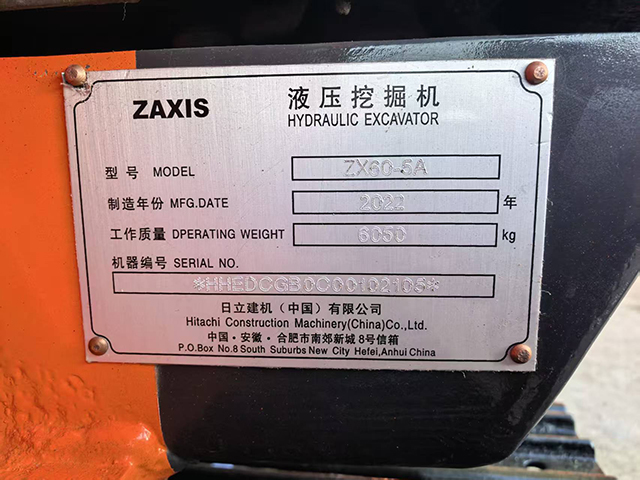 ZAXIS 液压挖掘机
HYDRAULIC EXCAVATOR
型号 MODEL ZX60-5A
制造年份 MFG.DATE 2022 年
工作质量 DPERATING WEIGHT 6050 kg
机器编号 SERIAL NO.
*HHEDCGB0C00102105*
日立建机（中国）有限公司
Hitachi Construction Machinery(China)Co.,Ltd.
中国·安徽·合肥市南郊新城8号信箱
P.O.Box No.8 South Suburbs New City Hefei,Anhui China